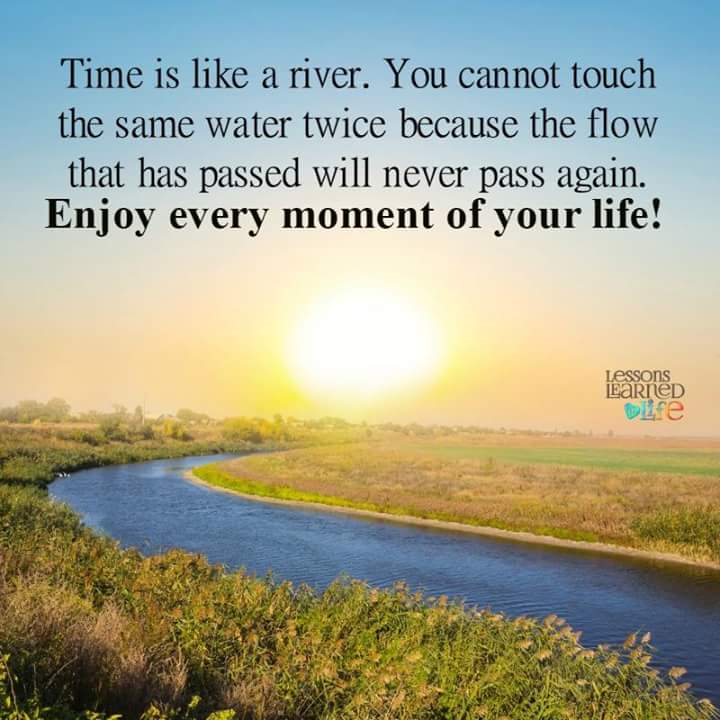 Time is like a river. You cannot touch
the same water twice because the flow
that has passed will never pass again.
Enjoy every moment of your life!
Lessons
Learned
in Life